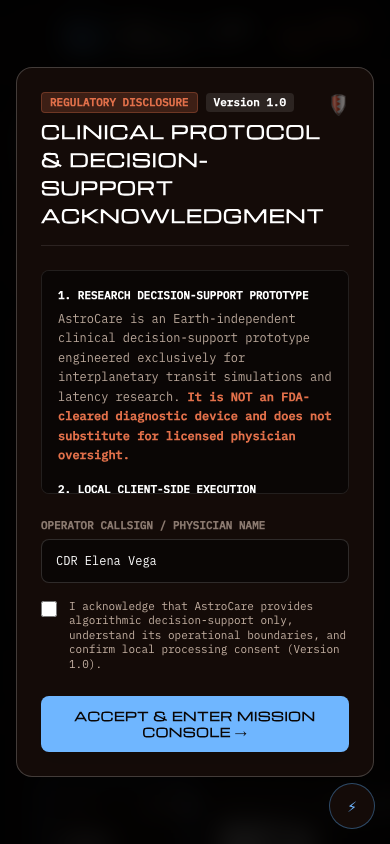 REGULATORY DISCLOSURE Version 1.0
CLINICAL PROTOCOL
& DECISION-
SUPPORT
ACKNOWLEDGMENT
1. RESEARCH DECISION-SUPPORT PROTOTYPE
AstroCare is an Earth-independent
clinical decision-support prototype
engineered exclusively for
interplanetary transit simulations and
latency research. It is NOT an FDA-
cleared diagnostic device and does not
substitute for licensed physician
oversight.
2. LOCAL CLIENT-SIDE EXECUTION
OPERATOR CALLSIGN / PHYSICIAN NAME
CDR Elena Vega
I acknowledge that AstroCare provides
algorithmic decision-support only,
understand its operational boundaries, and
confirm local processing consent (Version
1.0).
ACCEPT & ENTER MISSION
CONSOLE →